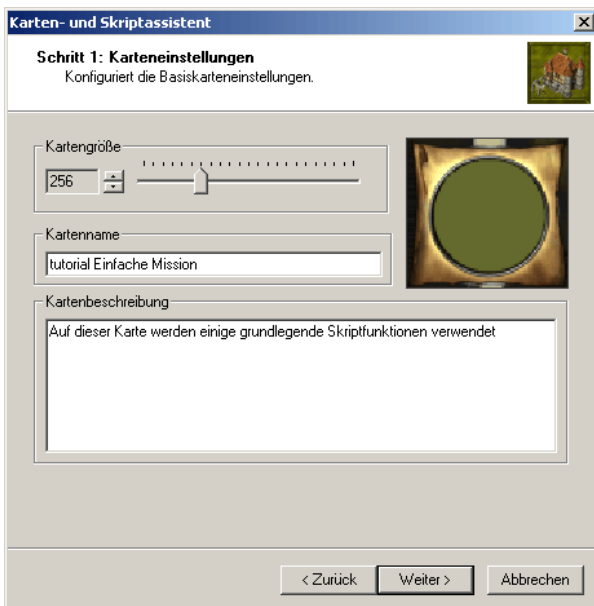 Karten- und Skriptassistent
Schritt 1: Karteneinstellungen
Konfiguriert die Basiskarteneinstellungen.
Kartengröße
256
Kartenname
tutorial Einfache Mission
Kartenbeschreibung
Auf dieser Karte werden einige grundlegende Skriptfunktionen verwendet
< Zurück
Weiter >
Abbrechen